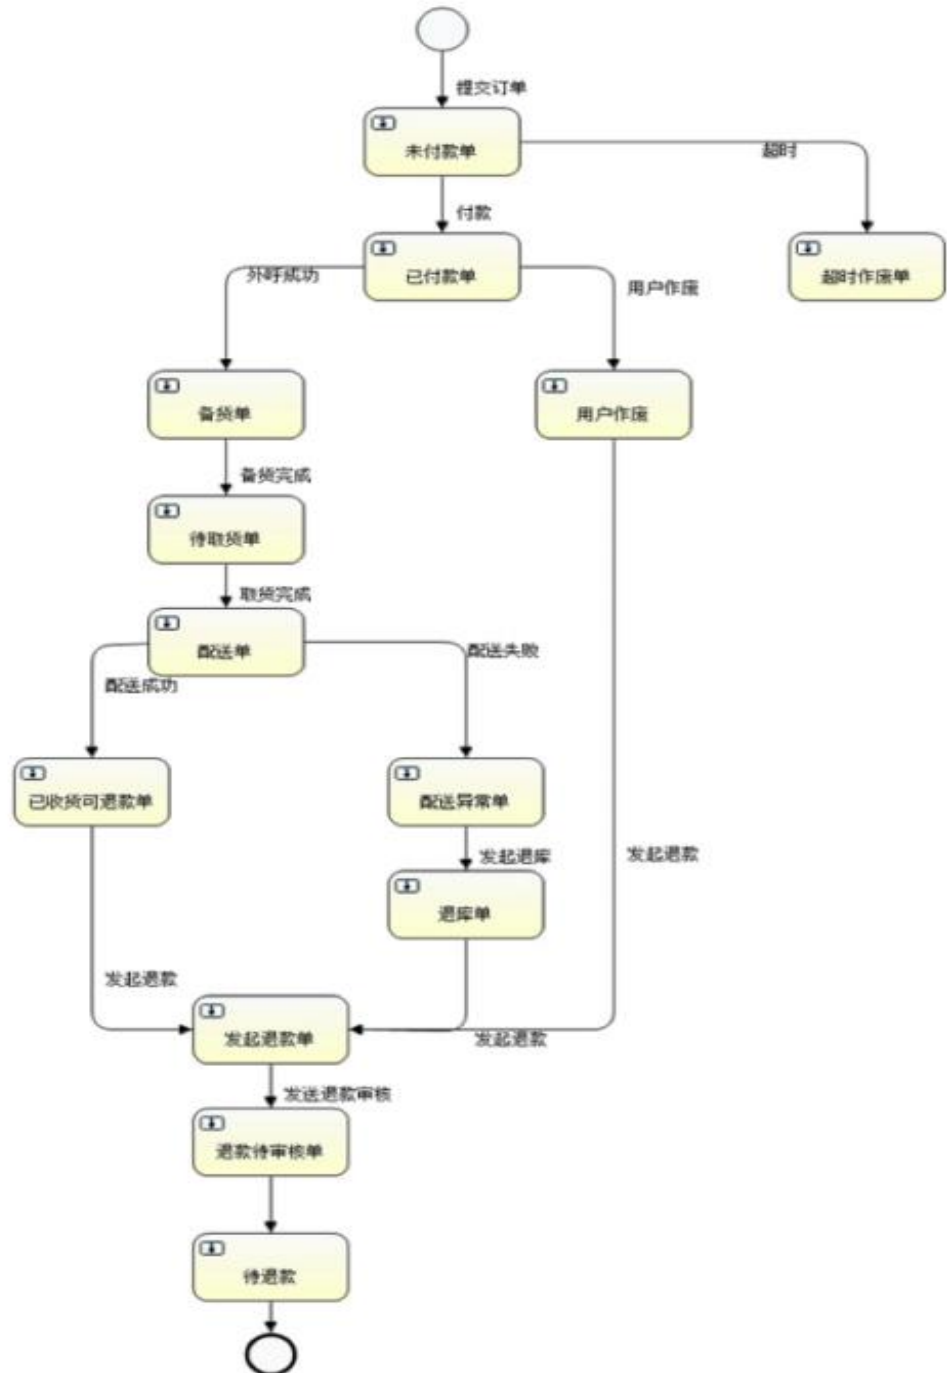 提交订单
未付款单
超时
付款
已付款单
超时作废单
外呼成功
用户作废
备货单
用户作废
备货完成
待取货单
取货完成
配送单
配送失败
配送成功
已收货可退款单
配送异常单
发起退库
发起退款
退库单
发起退款
发起退款单
发起退款
发送退款审核
退款待审核单
待退款